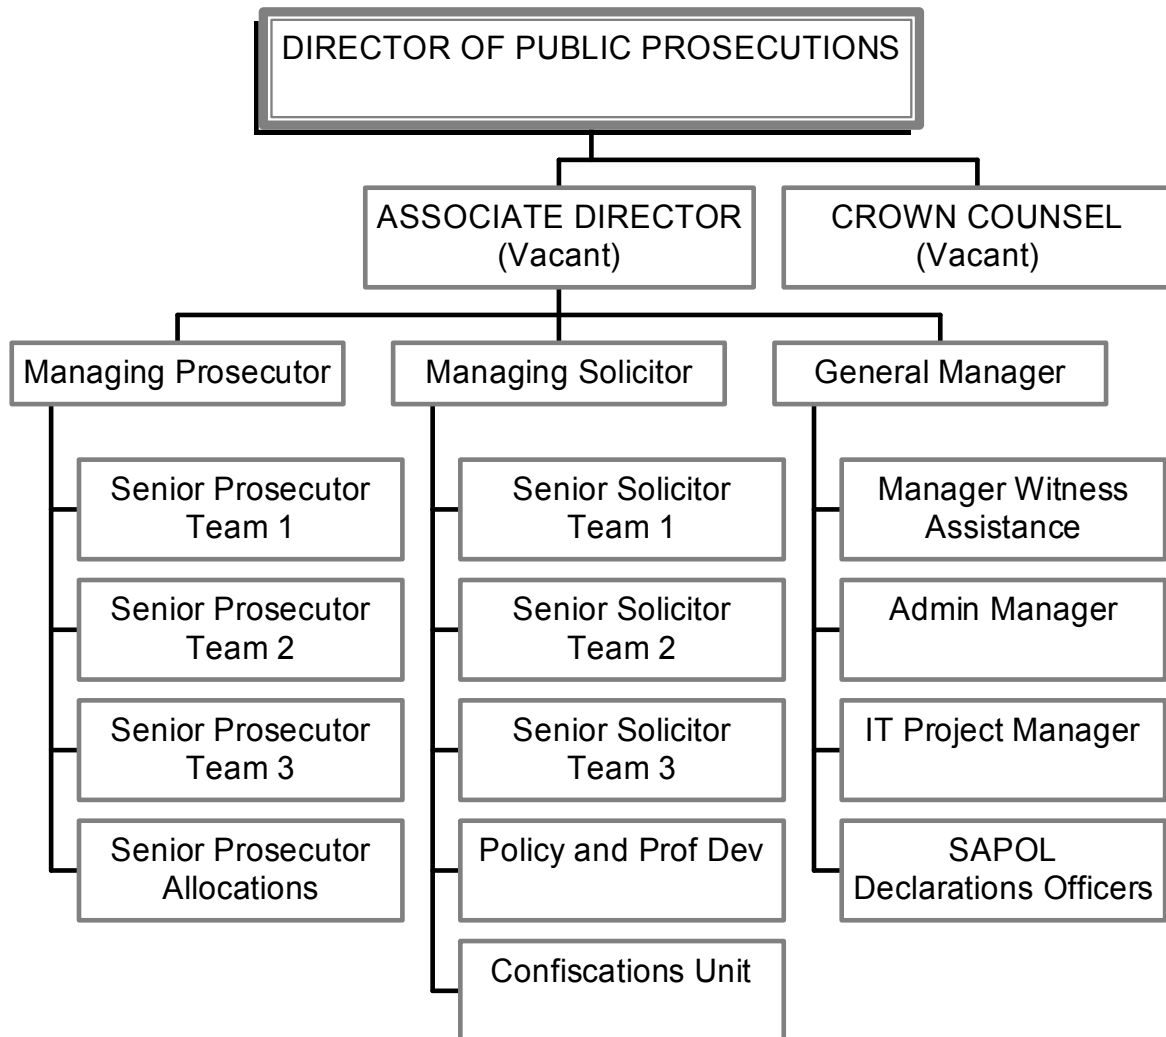 DIRECTOR OF PUBLIC PROSECUTIONS
ASSOCIATE DIRECTOR
(Vacant)
CROWN COUNSEL
(Vacant)
Managing Prosecutor
Managing Solicitor
General Manager
Senior Prosecutor
Team 1
Senior Prosecutor
Team 2
Senior Prosecutor
Team 3
Senior Prosecutor
Allocations
Senior Solicitor
Team 1
Senior Solicitor
Team 2
Senior Solicitor
Team 3
Policy and Prof Dev
Confiscations Unit
Manager Witness
Assistance
Admin Manager
IT Project Manager
SAPOL
Declarations Officers